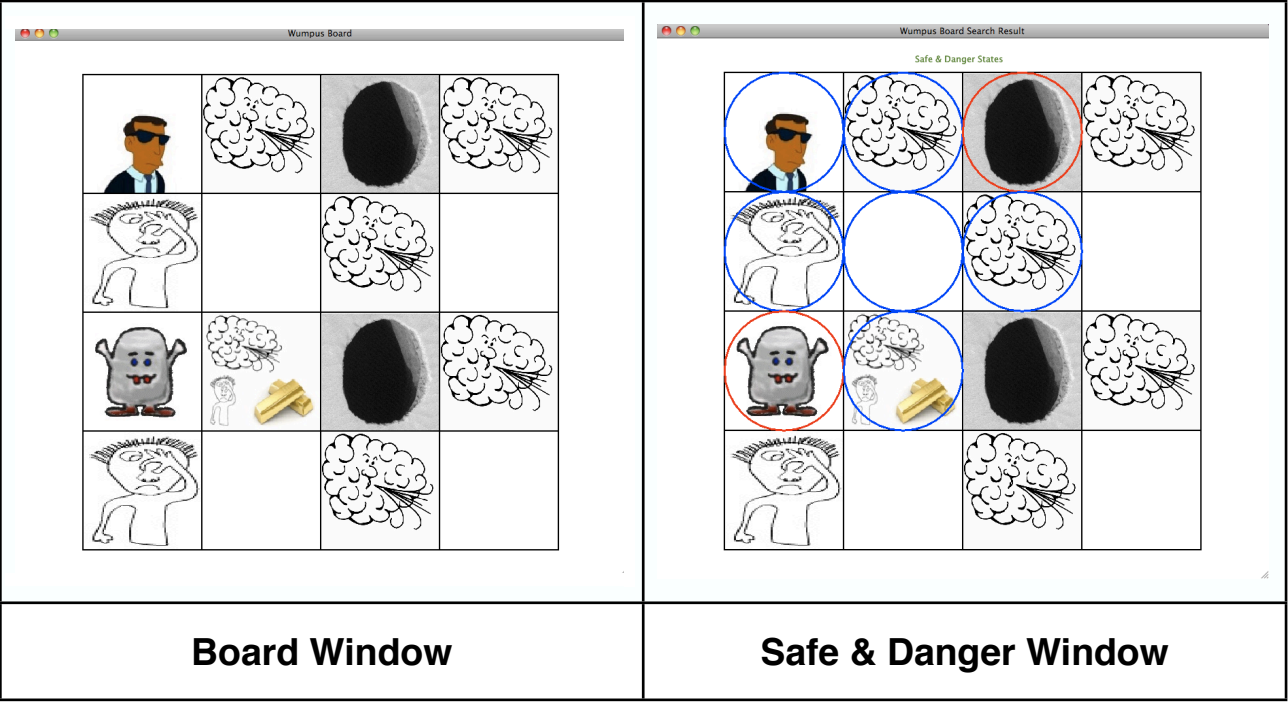 Wumpus Board
Wumpus Board Search Result
Safe & Danger States
Board Window
Safe & Danger Window